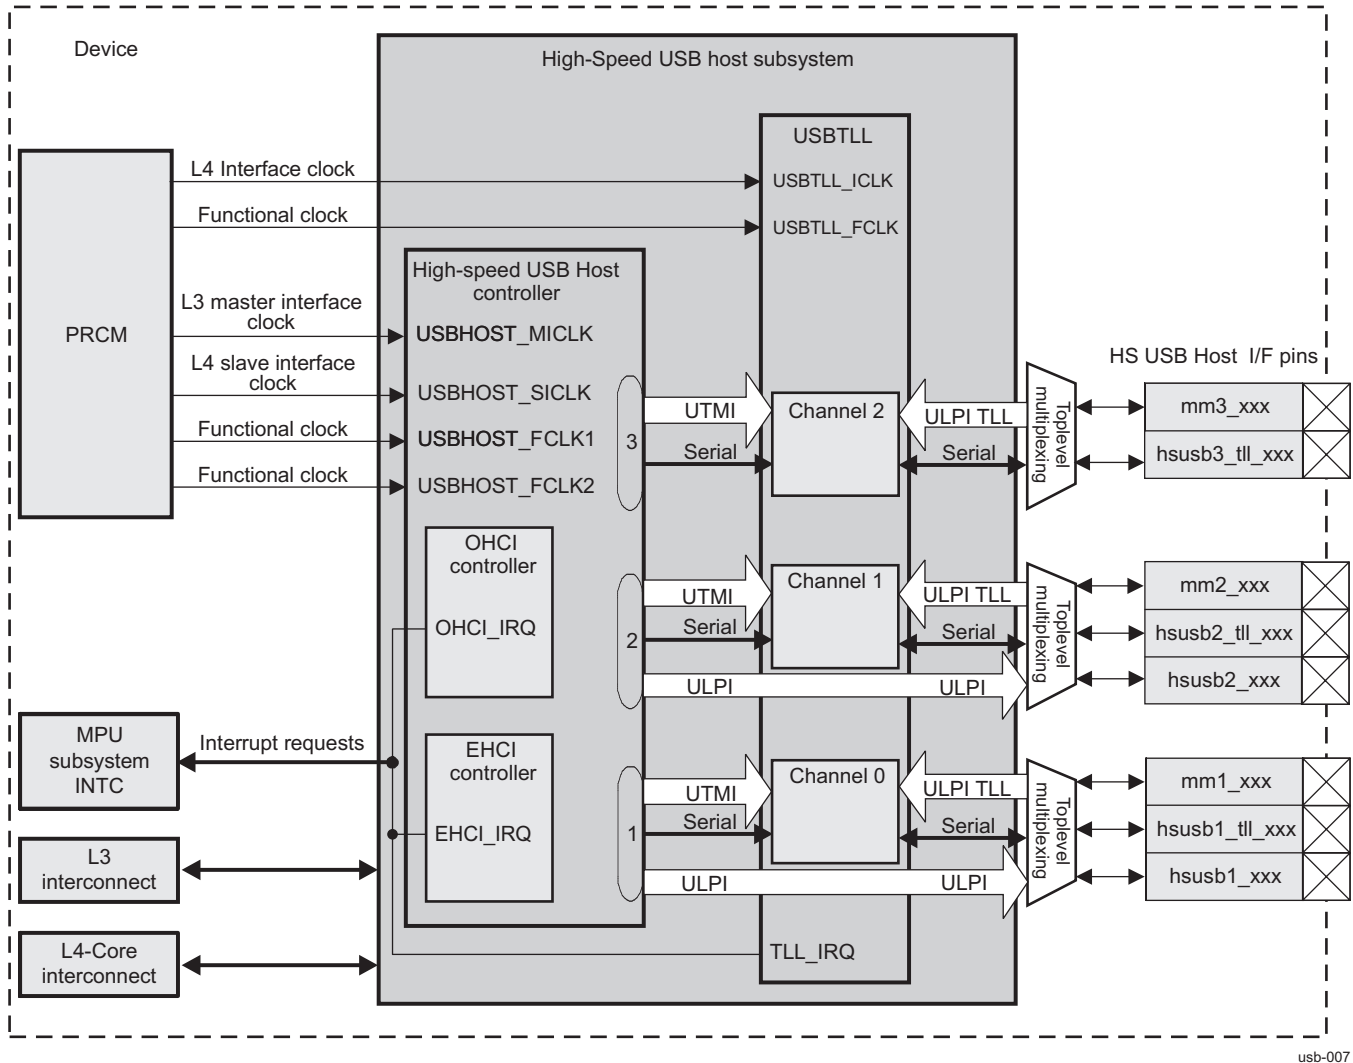 Device
High-Speed USB host subsystem
USBTLL
L4 Interface clock
USBTLL_ICLK
Functional clock
USBTLL_FCLK
High-speed USB Host
controller
PRCM
L3 master interface
clock
USBHOST_MICLK
L4 slave interface
clock
USBHOST_SICLK
Functional clock
USBHOST_FCLK1
Functional clock
USBHOST_FCLK2
3
UTMI
Serial
Channel 2
ULPI TLL
Serial
Toplevel
multiplexing
HS USB Host I/F pins
mm3_xxx
hsusb3_tll_xxx
OHCI
controller
OHCI_IRQ
2
UTMI
Serial
ULPI
Channel 1
ULPI TLL
Serial
ULPI
Toplevel
multiplexing
mm2_xxx
hsusb2_tll_xxx
hsusb2_xxx
MPU
subsystem
INTC
Interrupt requests
EHCI
controller
EHCI_IRQ
1
UTMI
Serial
ULPI
Channel 0
ULPI TLL
Serial
ULPI
Toplevel
multiplexing
mm1_xxx
hsusb1_tll_xxx
hsusb1_xxx
L3
interconnect
L4-Core
interconnect
TLL_IRQ
usb-007